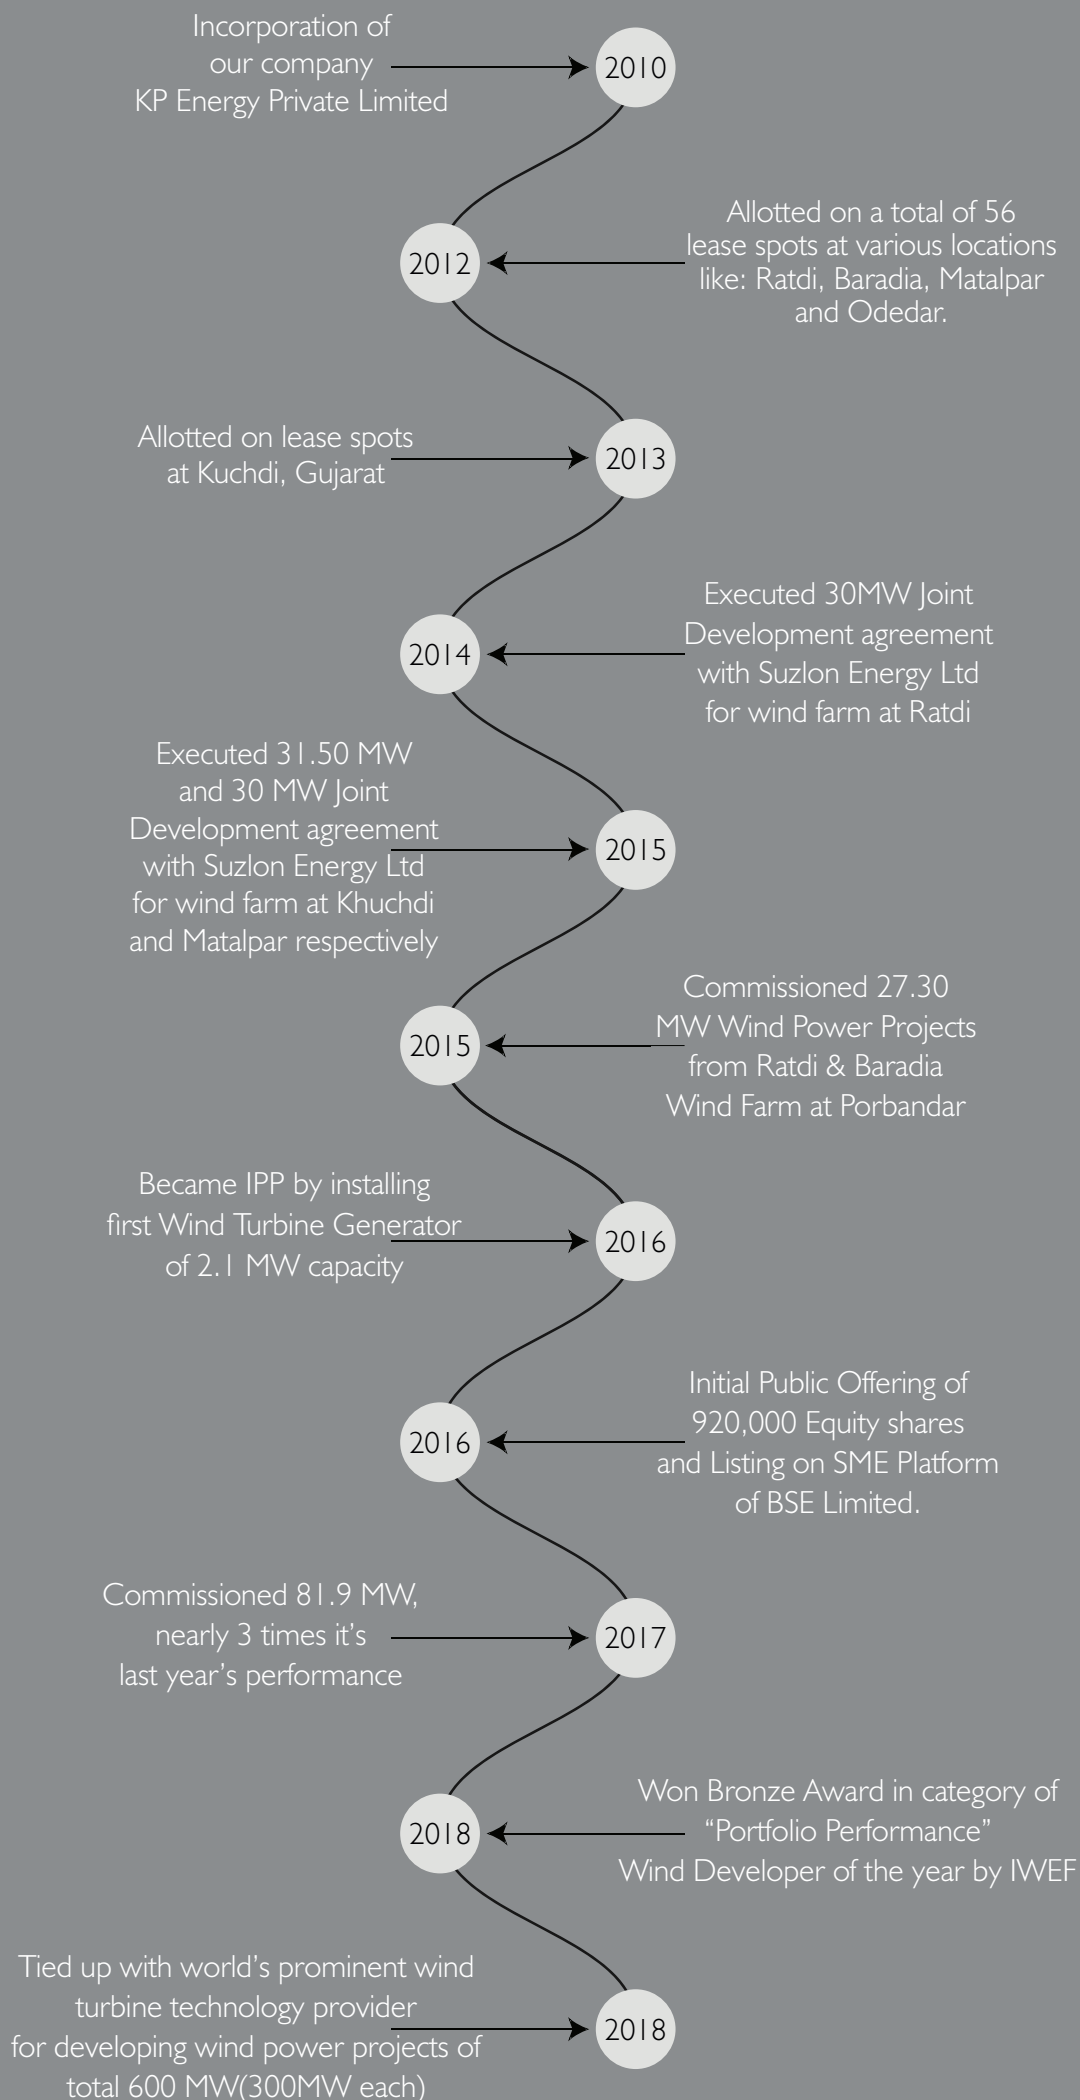 Incorporation of
our company
KP Energy Private Limited
2010
Allotted on a total of 56
lease spots at various locations
like: Ratdi, Baradia, Matalpar
and Odedar.
2012
Allotted on lease spots
at Kuchdi, Gujarat
2013
Executed 30MW Joint
Development agreement
with Suzlon Energy Ltd
for wind farm at Ratdi
2014
Executed 31.50 MW
and 30 MW Joint
Development agreement
with Suzlon Energy Ltd
for wind farm at Khuchdi
and Matalpar respectively
2015
Commissioned 27.30
MW Wind Power Projects
from Ratdi & Baradia
Wind Farm at Porbandar
2015
Became IPP by installing
first Wind Turbine Generator
of 2.1 MW capacity
2016
Initial Public Offering of
920,000 Equity shares
and Listing on SME Platform
of BSE Limited.
2016
Commissioned 81.9 MW,
nearly 3 times it’s
last year’s performance
2017
Won Bronze Award in category of
“Portfolio Performance”
Wind Developer of the year by IWEF
2018
Tied up with world’s prominent wind
turbine technology provider
for developing wind power projects of
total 600 MW(300MW each)
2018